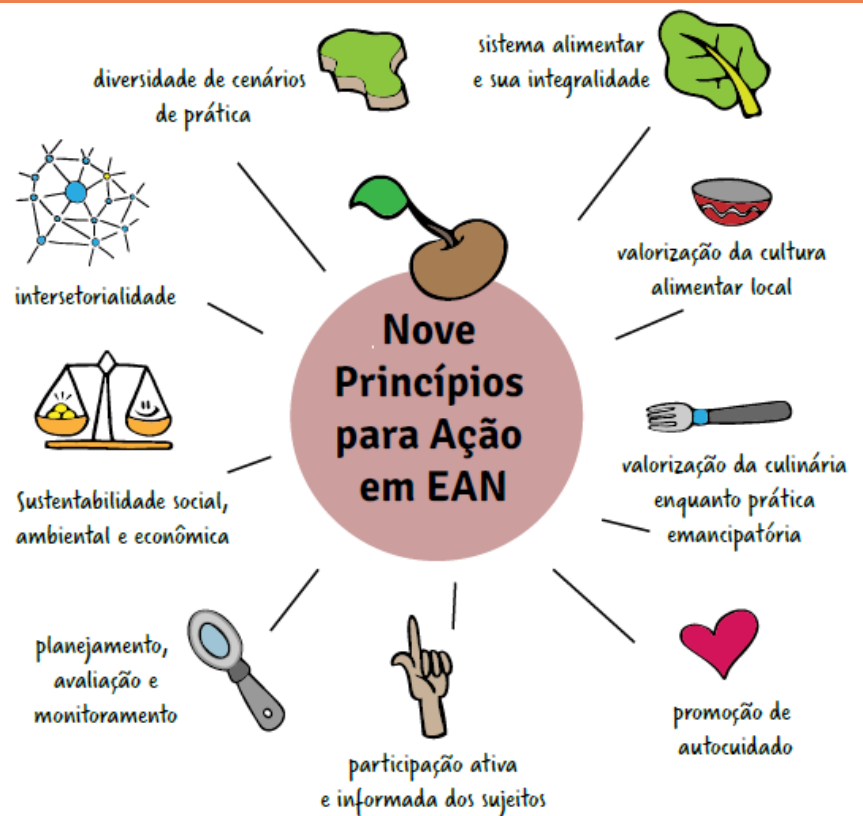 Nove
Princípios
para Ação
em EAN
diversidade de cenários
de prática
sistema alimentar
e sua integralidade
valorização da cultura
alimentar local
valorização da culinária
enquanto prática
emancipatória
promoção de
autocuidado
participação ativa
e informada dos sujeitos
planejamento,
avaliação e
monitoramento
Sustentabilidade social,
ambiental e econômica
intersetorialidade